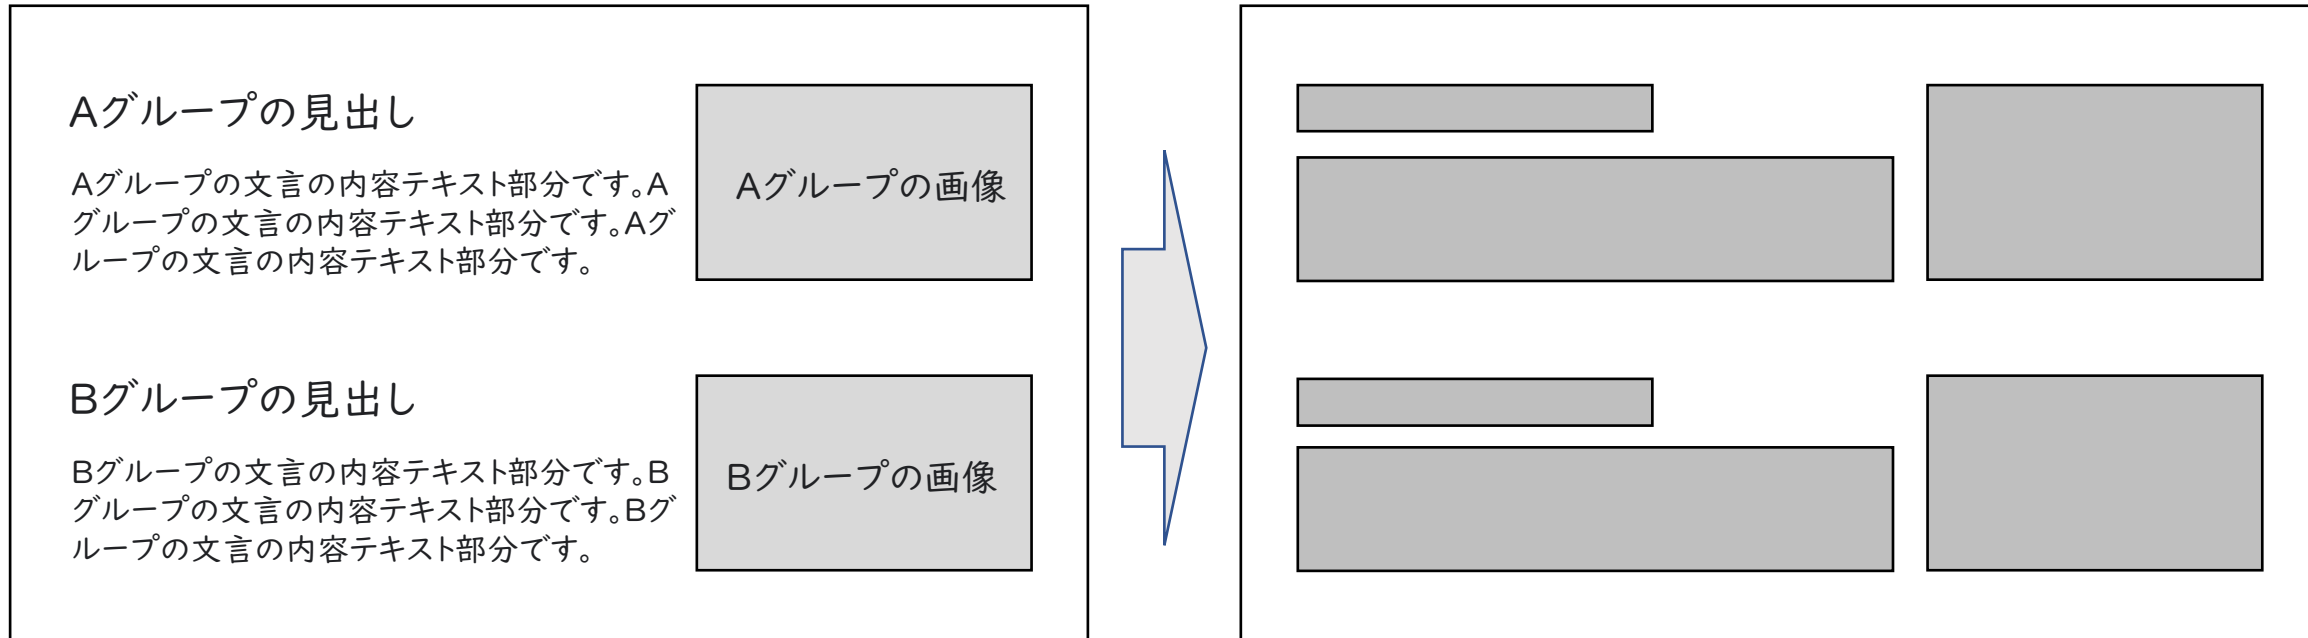 Aグループの見出し
Aグループの文言の内容テキスト部分です。A
グループの文言の内容テキスト部分です。Aグ
ループの文言の内容テキスト部分です。
Aグループの画像
Bグループの見出し
Bグループの文言の内容テキスト部分です。B
グループの文言の内容テキスト部分です。Bグ
ループの文言の内容テキスト部分です。
Bグループの画像